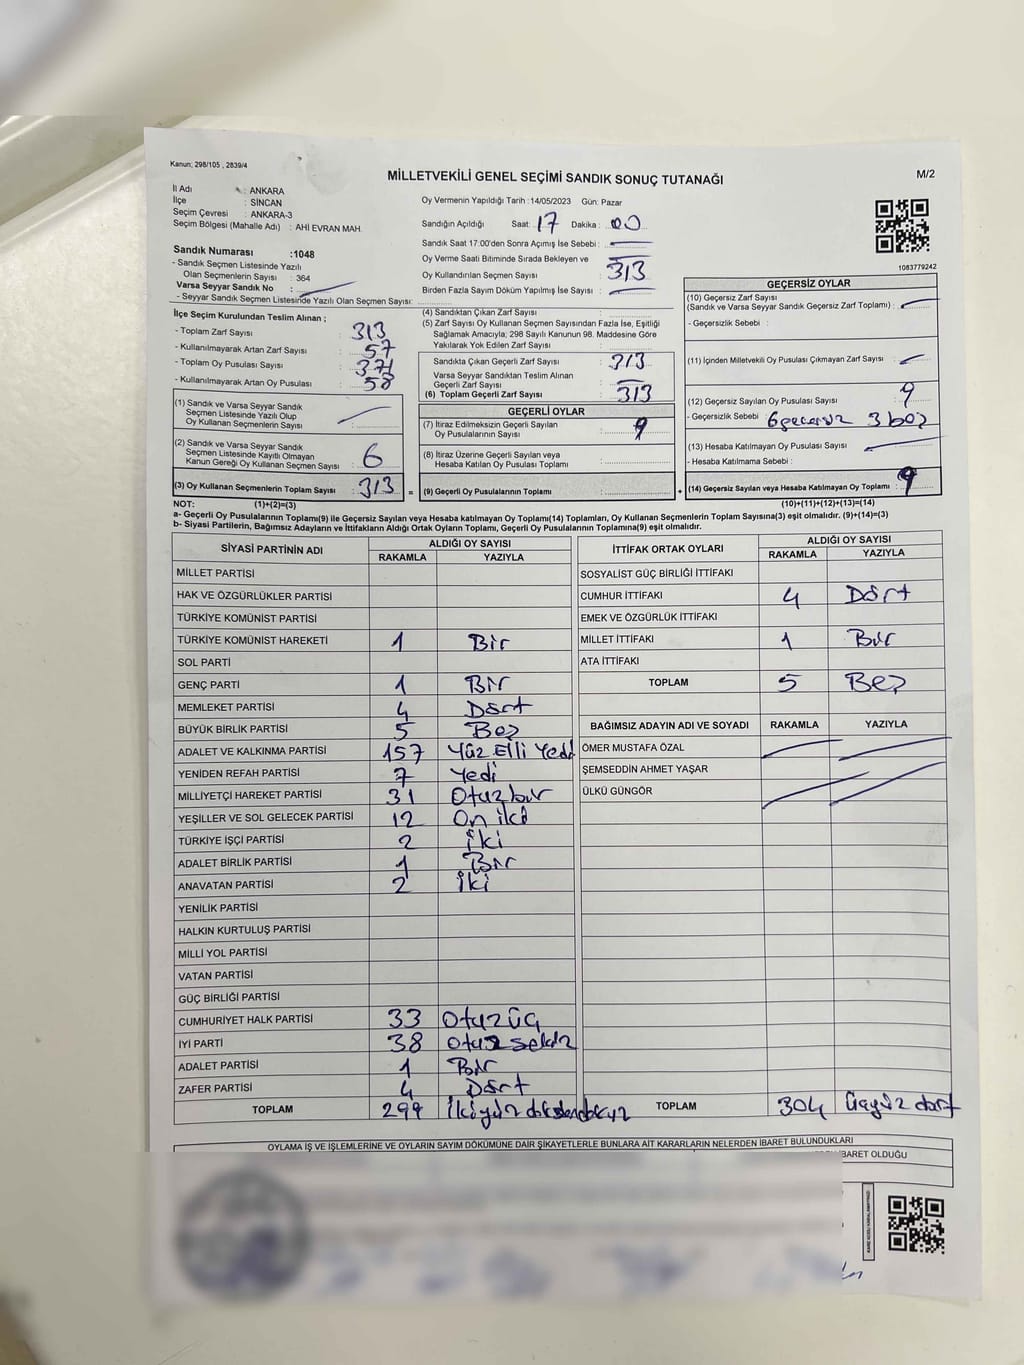 Kanun; 298/105 , 2839/4
MİLLETVEKİLİ GENEL SEÇİMİ SANDIK SONUÇ TUTANAĞI
M/2
İl Adı : ANKARA
İlçe : SİNCAN
Seçim Çevresi : ANKARA-3
Seçim Bölgesi (Mahalle Adı) : AHİ EVRAN MAH.
Oy Vermenin Yapıldığı Tarih :14/05/2023 Gün: Pazar
Sandığın Açıldığı Saat: 17 Dakika : 00
Sandık Saat 17.00'den Sonra Açımış İse Sebebi :
Oy Verme Saati Bitiminde Sırada Bekleyen ve
Oy Kullandırılan Seçmen Sayısı : 313
Birden Fazla Sayım Döküm Yapılmış İse Sayısı :
1083779242
Sandık Numarası :1048
- Sandık Seçmen Listesinde Yazılı
Olan Seçmenlerin Sayısı : 364
Varsa Seyyar Sandık No :
- Seyyar Sandık Seçmen Listesinde Yazılı Olan Seçmen Sayısı:
İlçe Seçim Kurulundan Teslim Alınan ;
- Toplam Zarf Sayısı : 313
- Kullanılmayarak Artan Zarf Sayısı : 57
- Toplam Oy Pusulası Sayısı : 371
- Kullanılmayarak Artan Oy Pusulası : 58
(1) Sandık ve Varsa Seyyar Sandık
Seçmen Listesinde Yazılı Olup
Oy Kullanan Seçmenlerin Sayısı :
(2) Sandık ve Varsa Seyyar Sandık
Seçmen Listesinde Kayıtlı Olmayan
Kanun Gereği Oy Kullanan Seçmen Sayısı : 6
(3) Oy Kullanan Seçmenlerin Toplam Sayısı : 313
(4) Sandıktan Çıkan Zarf Sayısı :
(5) Zarf Sayısı Oy Kullanan Seçmen Sayısından Fazla İse, Eşitliği
Sağlamak Amacıyla; 298 Sayılı Kanunun 98. Maddesine Göre
Yakılarak Yok Edilen Zarf Sayısı :
Sandıkta Çıkan Geçerli Zarf Sayısı : 313
Varsa Seyyar Sandıktan Teslim Alınan
Geçerli Zarf Sayısı :
(6) Toplam Geçerli Zarf Sayısı : 313
GEÇERLİ OYLAR
(7) İtiraz Edilmeksizin Geçerli Sayılan
Oy Pusulalarının Sayısı : 9
(8) İtiraz Üzerine Geçerli Sayılan veya
Hesaba Katılan Oy Pusulası Toplamı :
= (9) Geçerli Oy Pusulalarının Toplamı : +
GEÇERSİZ OYLAR
(10) Geçersiz Zarf Sayısı
(Sandık ve Varsa Seyyar Sandık Geçersiz Zarf Toplamı) :
- Geçersizlik Sebebi :
(11) İçinden Milletvekili Oy Pusulası Çıkmayan Zarf Sayısı :
(12) Geçersiz Sayılan Oy Pusulası Sayısı : 9
- Geçersizlik Sebebi : 6 geçersiz 3 boş
(13) Hesaba Katılmayan Oy Pusulası Sayısı :
- Hesaba Katılmama Sebebi :
(14) Geçersiz Sayılan veya Hesaba Katılmayan Oy Toplamı : 9
NOT: (1)+(2)=(3) (10)+(11)+(12)+(13)=(14)
a- Geçerli Oy Pusulalarının Toplamı(9) ile Geçersiz Sayılan veya Hesaba katılmayan Oy Toplamı(14) Toplamları, Oy Kullanan Seçmenlerin Toplam Sayısına(3) eşit olmalıdır. (9)+(14)=(3)
b- Siyasi Partilerin, Bağımsız Adayların ve İttifakların Aldığı Ortak Oyların Toplamı, Geçerli Oy Pusulalarının Toplamına(9) eşit olmalıdır.
SİYASİ PARTİNİN ADI ALDIĞI OY SAYISI
RAKAMLA YAZIYLA
MİLLET PARTİSİ
HAK VE ÖZGÜRLÜKLER PARTİSİ
TÜRKİYE KOMÜNİST PARTİSİ
TÜRKİYE KOMÜNİST HAREKETİ 1 Bir
SOL PARTİ
GENÇ PARTİ 1 Bir
MEMLEKET PARTİSİ 4 Dört
BÜYÜK BİRLİK PARTİSİ 5 Beş
ADALET VE KALKINMA PARTİSİ 157 Yüz Elli Yedi
YENİDEN REFAH PARTİSİ 7 Yedi
MİLLİYETÇİ HAREKET PARTİSİ 31 Otuzbir
YEŞİLLER VE SOL GELECEK PARTİSİ 12 On iki
TÜRKİYE İŞÇİ PARTİSİ 2 iki
ADALET BİRLİK PARTİSİ 1 Bir
ANAVATAN PARTİSİ 2 iki
YENİLİK PARTİSİ
HALKIN KURTULUŞ PARTİSİ
MİLLİ YOL PARTİSİ
VATAN PARTİSİ
GÜÇ BİRLİĞİ PARTİSİ
CUMHURİYET HALK PARTİSİ 33 Otuz üç
İYİ PARTİ 38 Otuz sekiz
ADALET PARTİSİ 1 Bir
ZAFER PARTİSİ 4 Dört
TOPLAM 299 ikiyüz doksandokuz
İTTİFAK ORTAK OYLARI ALDIĞI OY SAYISI
RAKAMLA YAZIYLA
SOSYALİST GÜÇ BİRLİĞİ İTTİFAKI
CUMHUR İTTİFAKI 4 Dört
EMEK VE ÖZGÜRLÜK İTTİFAKI
MİLLET İTTİFAKI 1 Bir
ATA İTTİFAKI
TOPLAM 5 Beş
BAĞIMSIZ ADAYIN ADI VE SOYADI RAKAMLA YAZIYLA
ÖMER MUSTAFA ÖZAL
ŞEMSEDDİN AHMET YAŞAR
ÜLKÜ GÜNGÖR
TOPLAM 304 üçyüz dört
OYLAMA İŞ VE İŞLEMLERİNE VE OYLARIN SAYIM DÖKÜMÜNE DAİR ŞİKAYETLERLE BUNLARA AİT KARARLARIN NELERDEN İBARET BULUNDUKLARI
BARET OLDUĞU